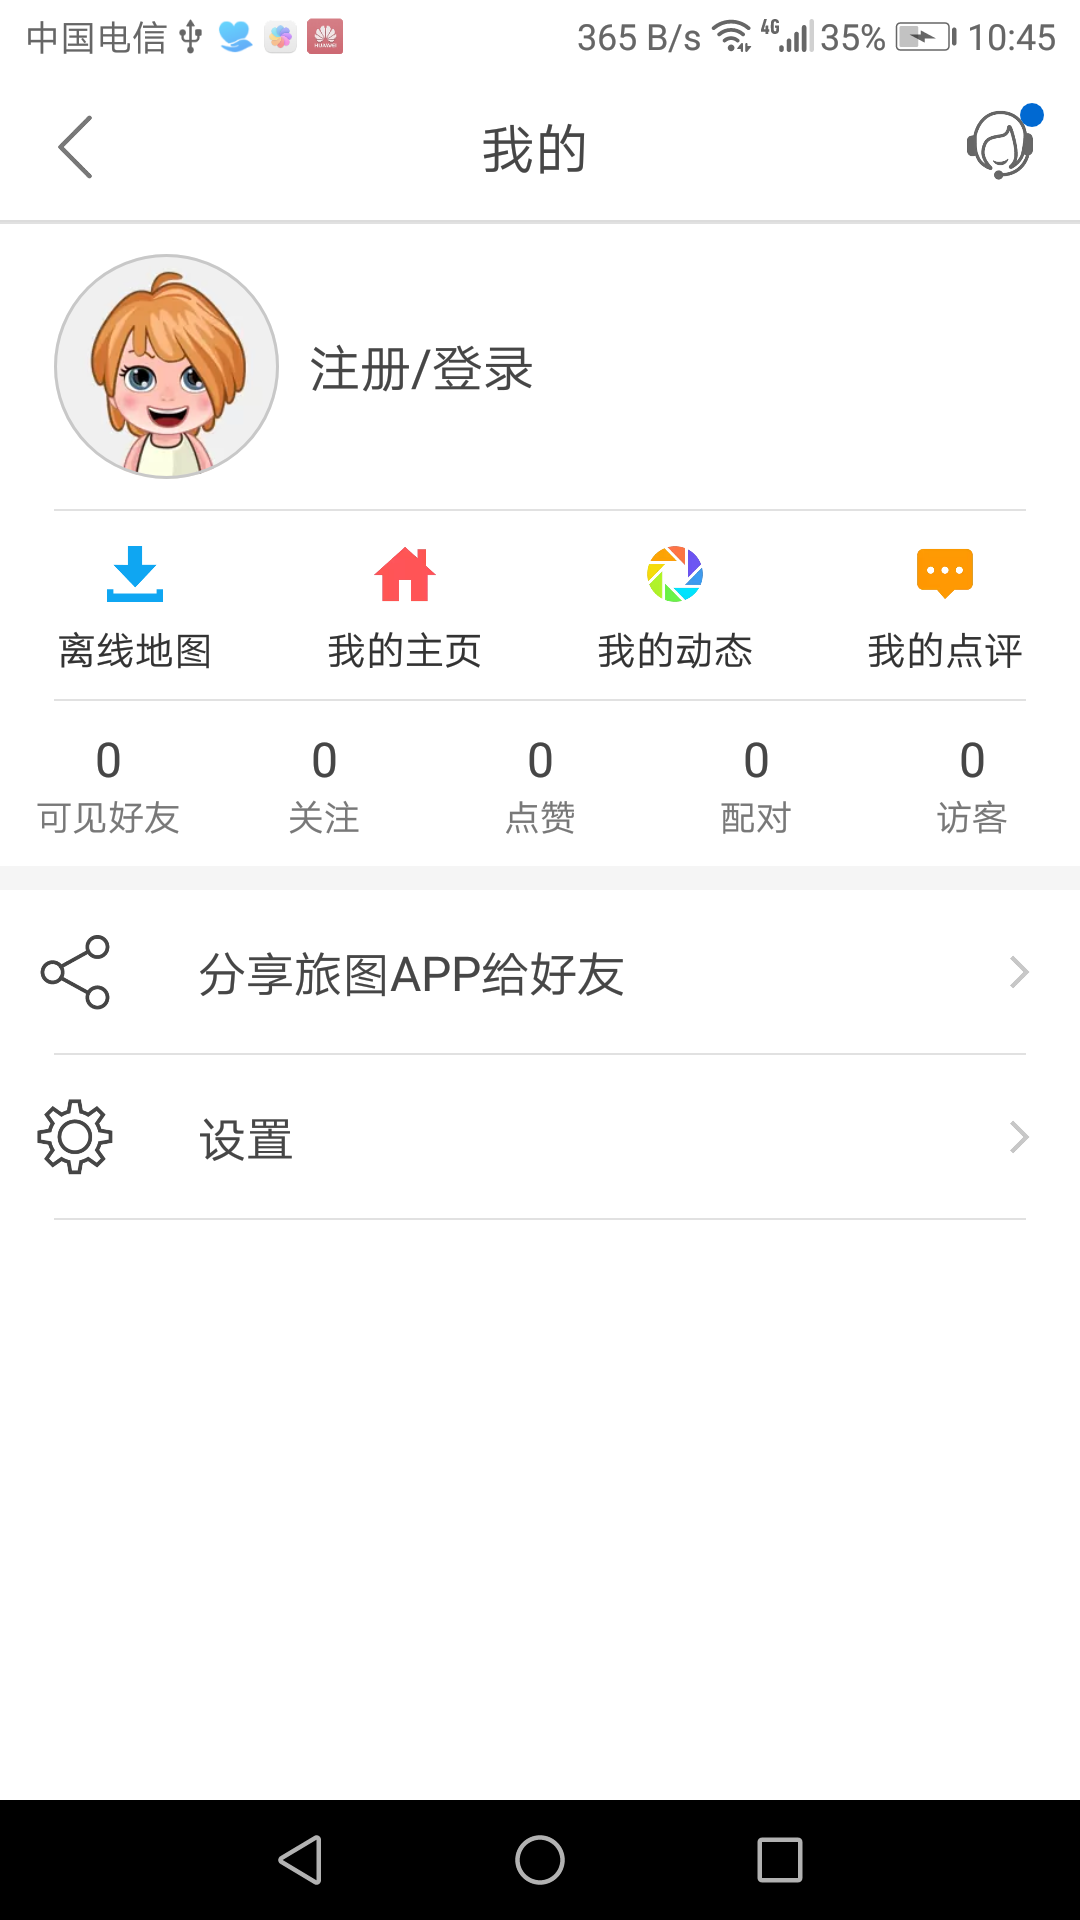 中国电信 365 B/s 4G 35% 10:45
HUAWEI
我的
注册/登录
离线地图 我的主页 我的动态 我的点评
0 0 0 0 0
可见好友 关注 点赞 配对 访客
分享旅图APP给好友
设置